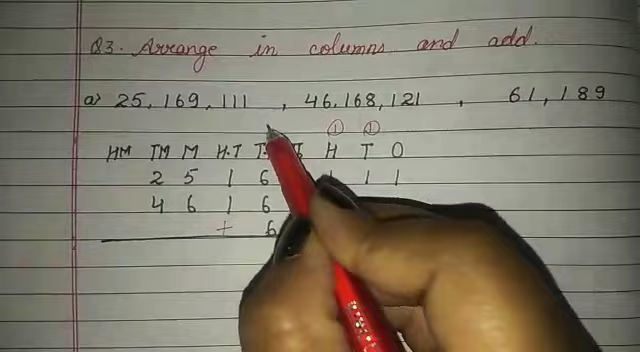 Q3. Arrange in columns and add.
a) 25,169,111 , 46,168,121 , 61,189
① ①
HM TM M H.T T. H T O
2 5 1 6 1 1 1
4 6 1 6
+ 6